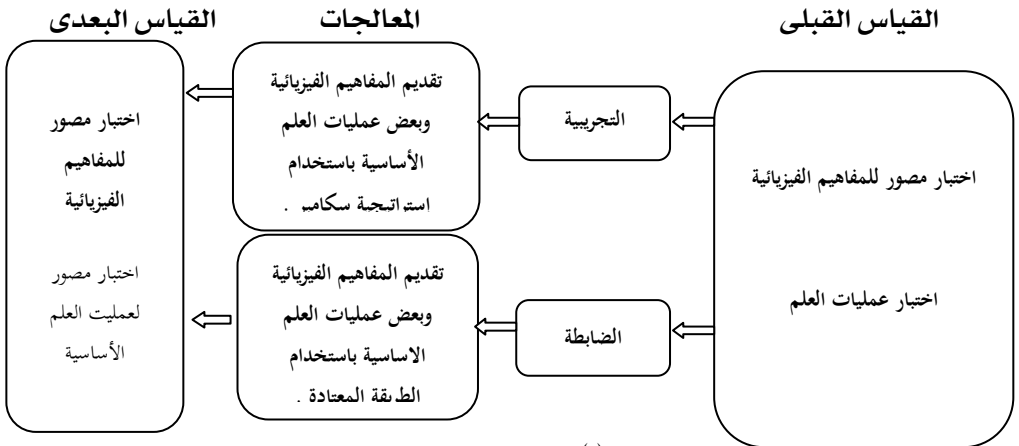 القياس القبلى
المعالجات
القياس البعدى
اختبار مصور للمفاهيم الفيزيائية
اختبار عمليات العلم
التجريبية
الضابطة
تقديم المفاهيم الفيزيائية
وبعض عمليات العلم
الأساسية باستخدام
استراتيجية سكامبر .
تقديم المفاهيم الفيزيائية
وبعض عمليات العلم
الاساسية باستخدام
الطريقة المعتادة .
اختبار مصور
للمفاهيم
الفيزيائية
اختبار مصور
لعمليت العلم
الأساسية